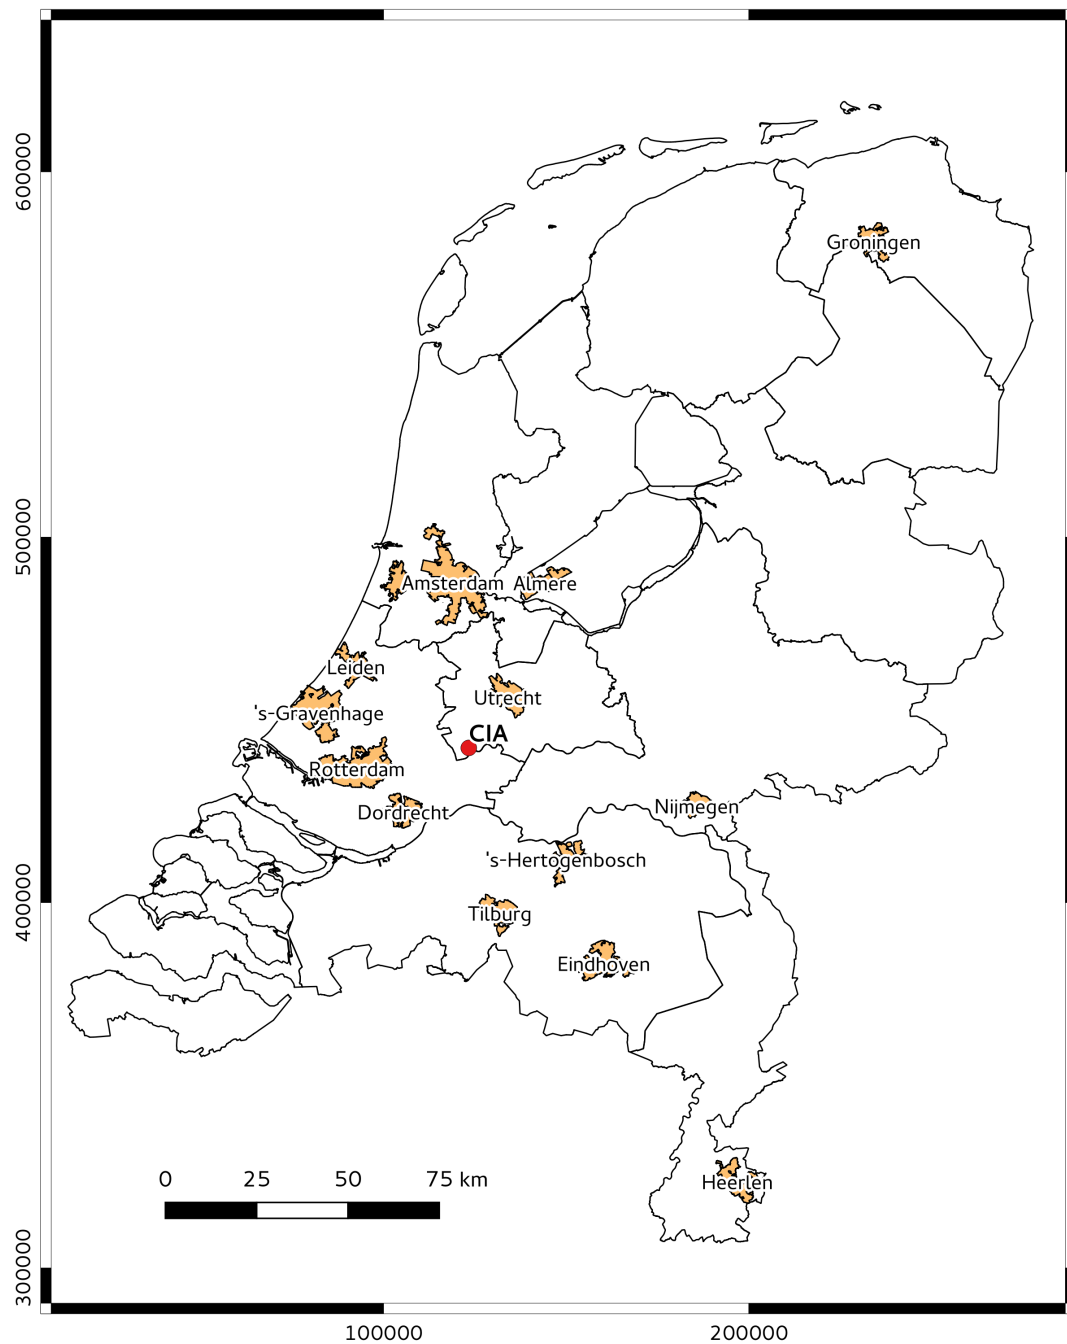 600000
Groningen
500000
Amsterdam
Almere
Leiden
Utrecht
's-Gravenhage
CIA
Rotterdam
Nijmegen
Dordrecht
's-Hertogenbosch
400000
Tilburg
Eindhoven
0 25 50 75 km
Heerlen
300000
100000 200000